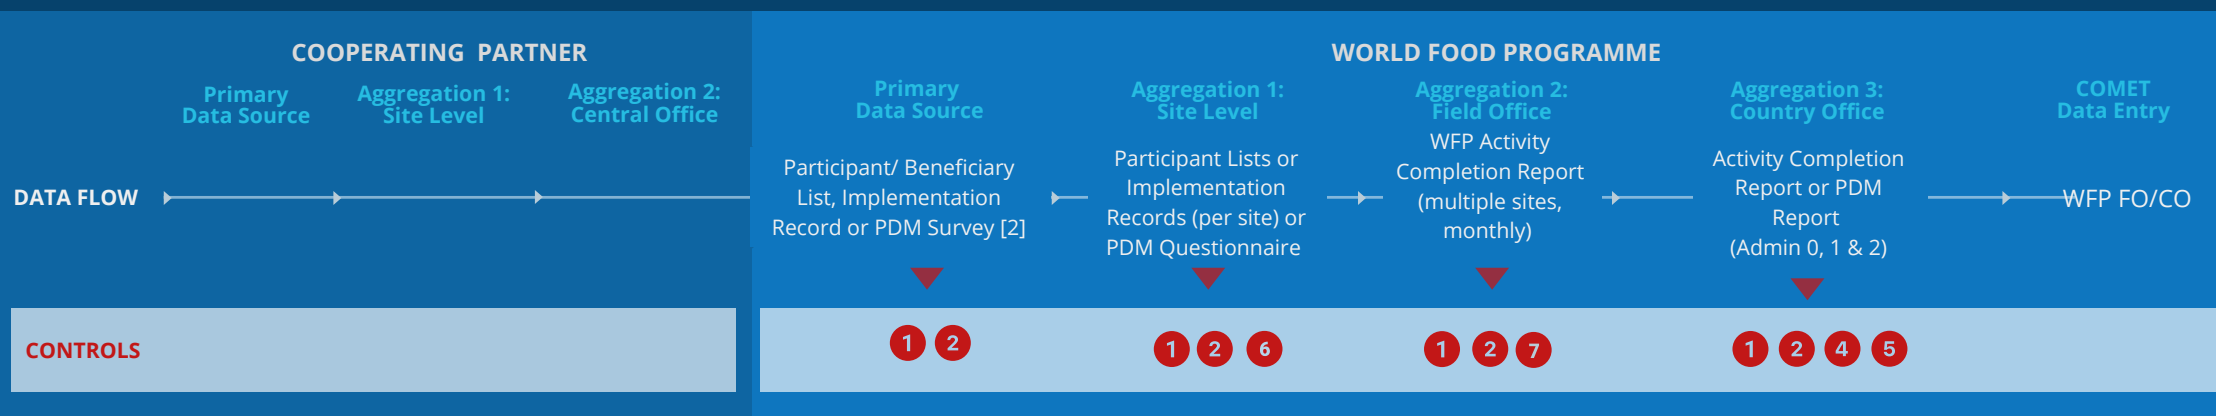 COOPERATING PARTNER
WORLD FOOD PROGRAMME
Primary
Data Source
Aggregation 1:
Site Level
Aggregation 2:
Central Office
Primary
Data Source
Aggregation 1:
Site Level
Aggregation 2:
Field Office
Aggregation 3:
Country Office
COMET
Data Entry
DATA FLOW
Participant/ Beneficiary
List, Implementation
Record or PDM Survey [2]
Participant Lists or
Implementation
Records (per site) or
PDM Questionnaire
WFP Activity
Completion Report
(multiple sites,
monthly)
Activity Completion
Report or PDM
Report
(Admin 0, 1 & 2)
WFP FO/CO
CONTROLS
1 2
1 2 6
1 2 7
1 2 4 5